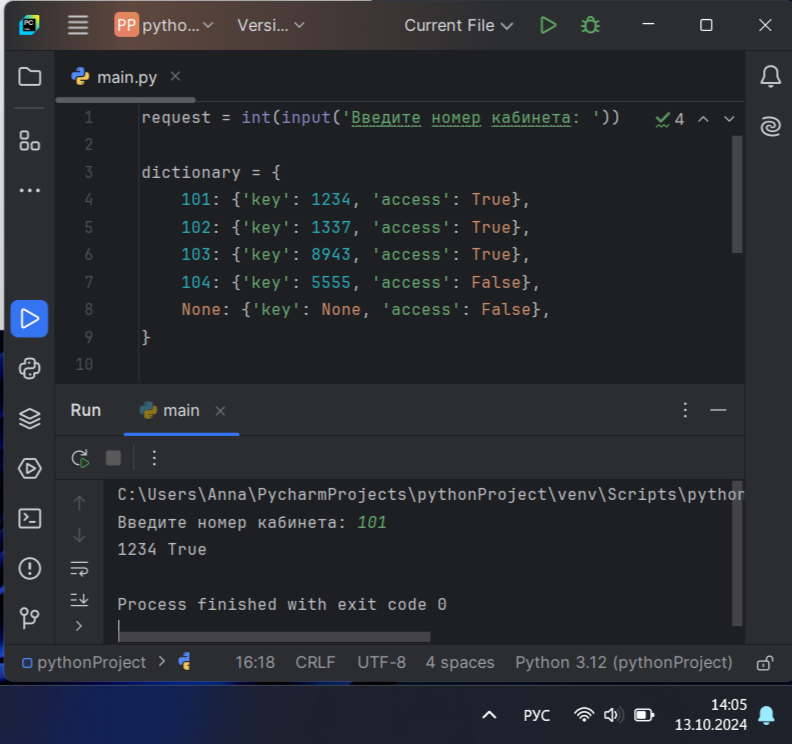 PP pytho... Versi... Current File
main.py
1 request = int(input('Введите номер кабинета: ')) 4
2
3 dictionary = {
4 101: {'key': 1234, 'access': True},
5 102: {'key': 1337, 'access': True},
6 103: {'key': 8943, 'access': True},
7 104: {'key': 5555, 'access': False},
8 None: {'key': None, 'access': False},
9 }
10
Run main
C:\Users\Anna\PycharmProjects\pythonProject\venv\Scripts\python
Введите номер кабинета: 101
1234 True
Process finished with exit code 0
pythonProject 16:18 CRLF UTF-8 4 spaces Python 3.12 (pythonProject)
РУС 14:05
13.10.2024